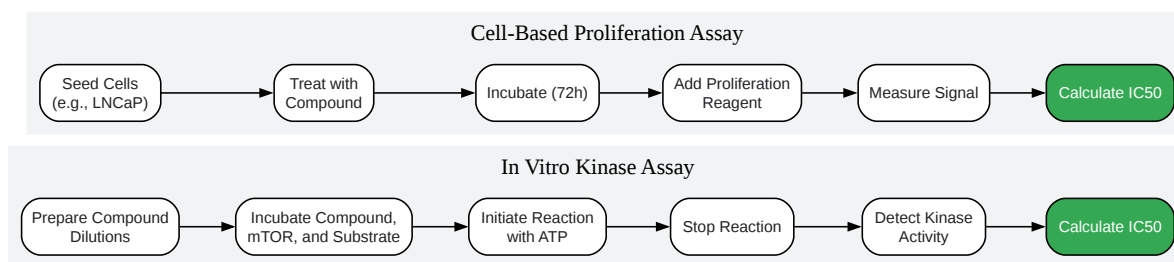 Cell-Based Proliferation Assay
Seed Cells
(e.g., LNCaP)
Treat with
Compound
Incubate (72h)
Add Proliferation
Reagent
Measure Signal
Calculate IC50
In Vitro Kinase Assay
Prepare Compound
Dilutions
Incubate Compound,
mTOR, and Substrate
Initiate Reaction
with ATP
Stop Reaction
Detect Kinase
Activity
Calculate IC50